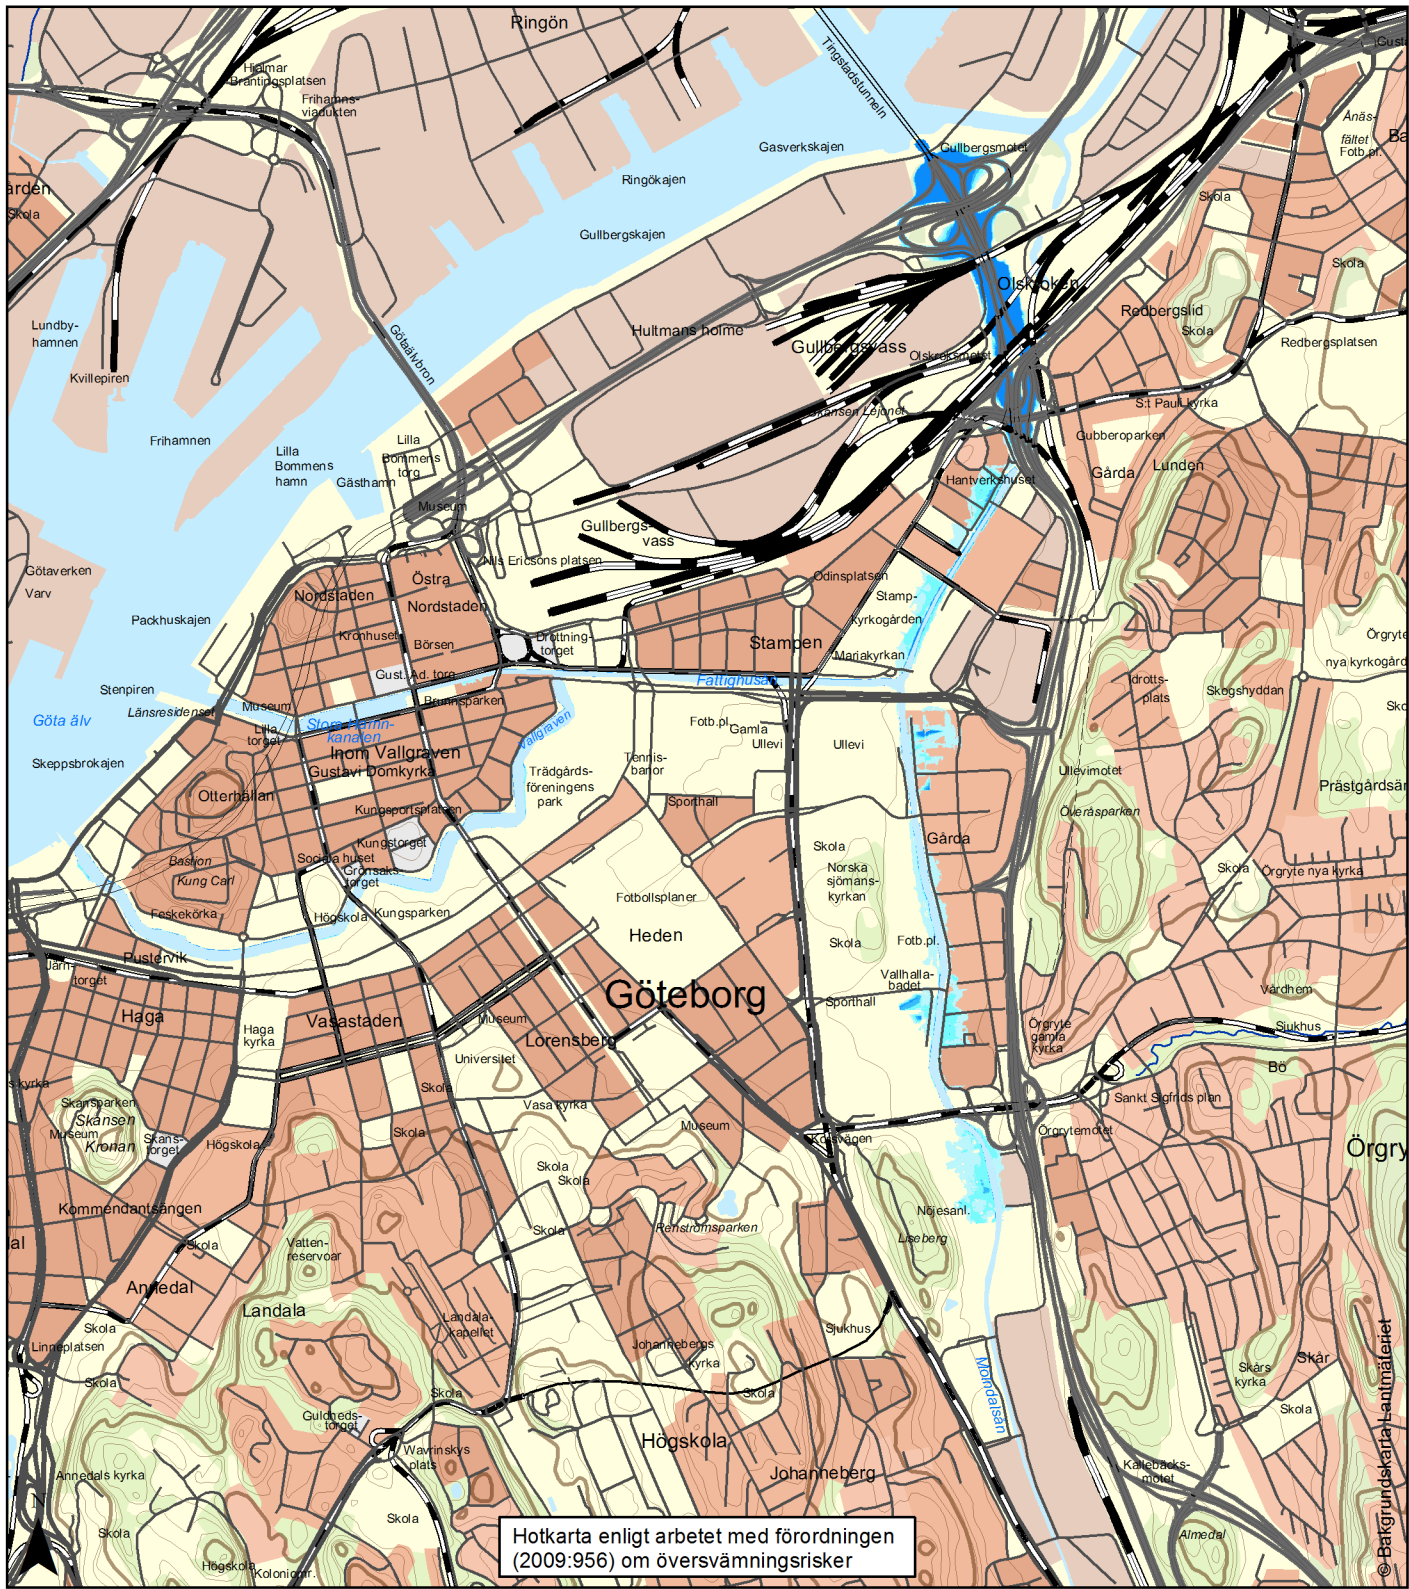 Ringön
Hjalmar
Brantingsplatsen
Frihamns-
viadukten
Tingstadstunneln
Gasverkskajen
Gullbergsmotet
Ånäs-
fältet
Fotb.pl.
Ringökajen
Skola
Skola
Gullbergskajen
Skola
Olskroken
Redbergslid
Skola
Redbergsplatsen
Lundby-
hamnen
Götaälvbron
Hultmans holme
Gullbergsvass
Olskroksmotet
Kvillepiren
Skansen Lejonet
S:t Pauli kyrka
Frihamnen
Lilla
Bommens
torg
Lilla
Bommens
hamn
Gästhamn
Gubberoparken
Gårda
Lunden
Hantverkshuset
Museum
Gullbergs-
vass
Nils Ericsons platsen
Götaverken
Varv
Östra
Nordstaden
Nordstaden
Odinsplatsen
Stamp-
kyrkogården
Packhuskajen
Kronhuset
Börsen
Drottning-
torget
Stampen
Mariakyrkan
Örgryte
nya kyrkogård
Gust. Ad. torg
Fattighusån
Idrotts-
plats
Skogshyddan
Stenpiren
Länsresidenset
Museum
Brunnsparken
Göta älv
Stora Hamn-
kanalen
Lilla
torget
Vallgraven
Fotb.pl.
Gamla
Ullevi
Ullevi
Inom Vallgraven
Gustavi Domkyrka
Skeppsbrokajen
Tennis-
banor
Trädgårds-
föreningens
park
Ullevimotet
Otterhällan
Kungsportsplatsen
Sporthall
Överåsparken
Kungstorget
Gårda
Bastion
Kung Carl
Sociala huset
Grönsaks-
torget
Skola
Norska
sjömans-
kyrkan
Skola
Örgryte nya kyrka
Feskekörka
Högskola
Kungsparken
Fotbollsplaner
Heden
Skola
Fotb.pl.
Pustervik
Järn-
torget
Göteborg
Vallhalla-
badet
Sporthall
Vårdhem
Haga
Haga
kyrka
Vasastaden
Museum
Lorensberg
Örgryte
gamla
kyrka
Sjukhus
Universitet
Bö
Skola
Vasa kyrka
Sankt Sigfrids plan
Skansparken
Skansen
Kronan
Museum
Skans-
torget
Högskola
Skola
Museum
Korsvägen
Örgrytemotet
Skola
Skola
Kommendantsängen
Skola
Renströmsparken
Nöjesanl.
Liseberg
Skola
Vatten-
reservoar
Annedal
Landala
Landala-
kapellet
Sjukhus
Johannebergs
kyrka
Skola
Linneplatsen
Skola
Skola
Skola
Mölndalsån
Skår
Skårs
kyrka
Skola
Guldheds-
torget
Högskola
Wavrinskys
plats
Johanneberg
Annedals kyrka
Kallebäcks-
motet
N
Skola
Skola
Högskola
Koloniomr.
Almedal
Hotkarta enligt arbetet med förordningen
(2009:956) om översvämningsrisker
© Bakgrundskarta Lantmäteriet